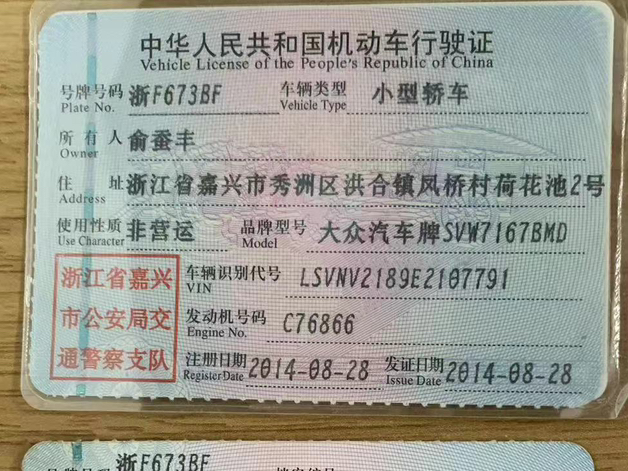 中华人民共和国机动车行驶证
Vehicle License of the People's Republic of China
号牌号码 浙F673BF 车辆类型 小型轿车
Plate No. Vehicle Type
所有人 俞蚕丰
Owner
住址 浙江省嘉兴市秀洲区洪合镇凤桥村荷花池2号
Address
使用性质 非营运 品牌型号 大众汽车牌SVW7167BMD
Use Character Model
浙江省嘉兴
市公安局交
通警察支队
车辆识别代号 LSVNV2189E2107791
VIN
发动机号码 C76866
Engine No.
注册日期 2014-08-28 发证日期 2014-08-28
Register Date Issue Date
号牌号码 浙F673BF